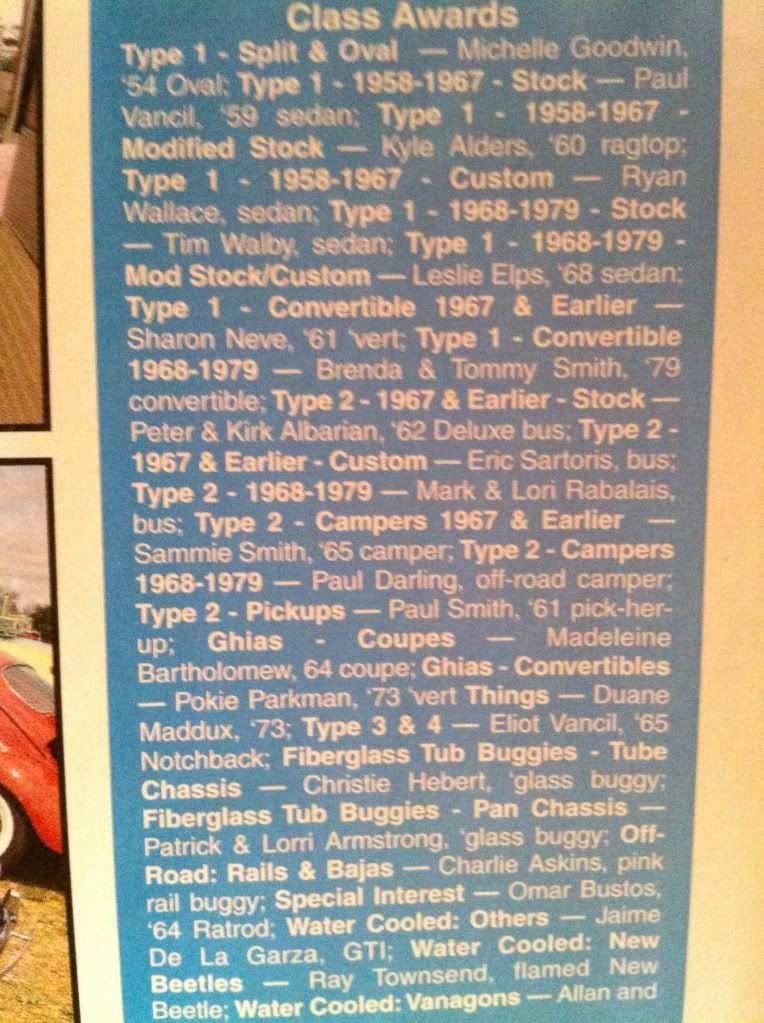 Class Awards
Type 1 - Split & Oval — Michelle Goodwin,
‘54 Oval; Type 1 - 1958-1967 - Stock — Paul
Vancil, ‘59 sedan; Type 1 - 1958-1967 -
Modified Stock — Kyle Alders, ‘60 ragtop;
Type 1 - 1958-1967 - Custom — Ryan
Wallace, sedan; Type 1 - 1968-1979 - Stock
— Tim Walby, sedan; Type 1 - 1968-1979 -
Mod Stock/Custom — Leslie Elps, ‘68 sedan;
Type 1 - Convertible 1967 & Earlier —
Sharon Neve, ‘61 ‘vert; Type 1 - Convertible
1968-1979 — Brenda & Tommy Smith, ‘79
convertible; Type 2 - 1967 & Earlier - Stock —
Peter & Kirk Albarian, ‘62 Deluxe bus; Type 2 -
1967 & Earlier - Custom — Eric Sartoris, bus;
Type 2 - 1968-1979 — Mark & Lori Rabalais,
bus; Type 2 - Campers 1967 & Earlier —
Sammie Smith, ‘65 camper; Type 2 - Campers
1968-1979 — Paul Darling, off-road camper;
Type 2 - Pickups — Paul Smith, ‘61 pick-her-
up; Ghias - Coupes — Madeleine
Bartholomew, 64 coupe; Ghias - Convertibles
— Pokie Parkman, ‘73 ‘vert Things — Duane
Maddux, ‘73; Type 3 & 4 — Eliot Vancil, ‘65
Notchback; Fiberglass Tub Buggies - Tube
Chassis — Christie Hebert, ‘glass buggy;
Fiberglass Tub Buggies - Pan Chassis —
Patrick & Lorri Armstrong, ‘glass buggy; Off-
Road: Rails & Bajas — Charlie Askins, pink
rail buggy; Special Interest — Omar Bustos,
‘64 Ratrod; Water Cooled: Others — Jaime
De La Garza, GTI; Water Cooled: New
Beetles — Ray Townsend, flamed New
Beetle; Water Cooled: Vanagons — Allan and